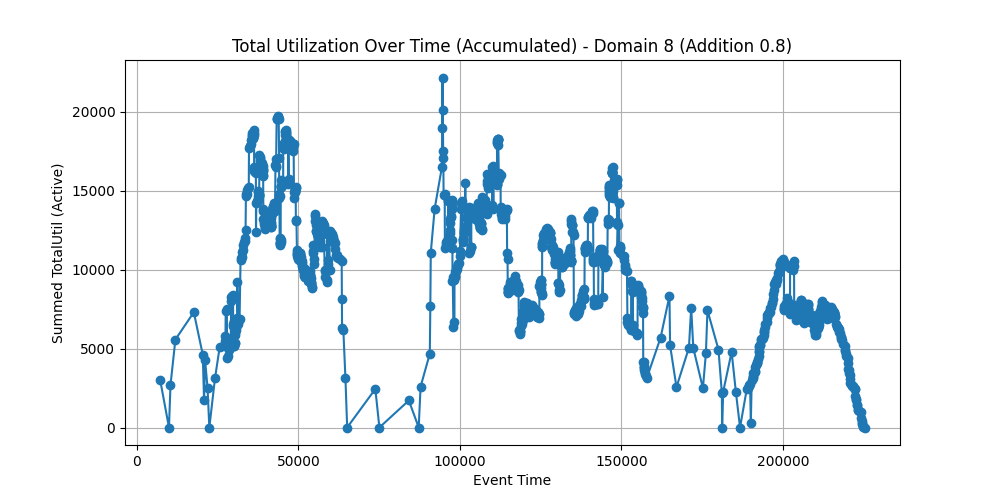 Total Utilization Over Time (Accumulated) - Domain 8 (Addition 0.8)
Summed TotalUtil (Active)
20000
15000
10000
5000
0
0 50000 100000 150000 200000
Event Time